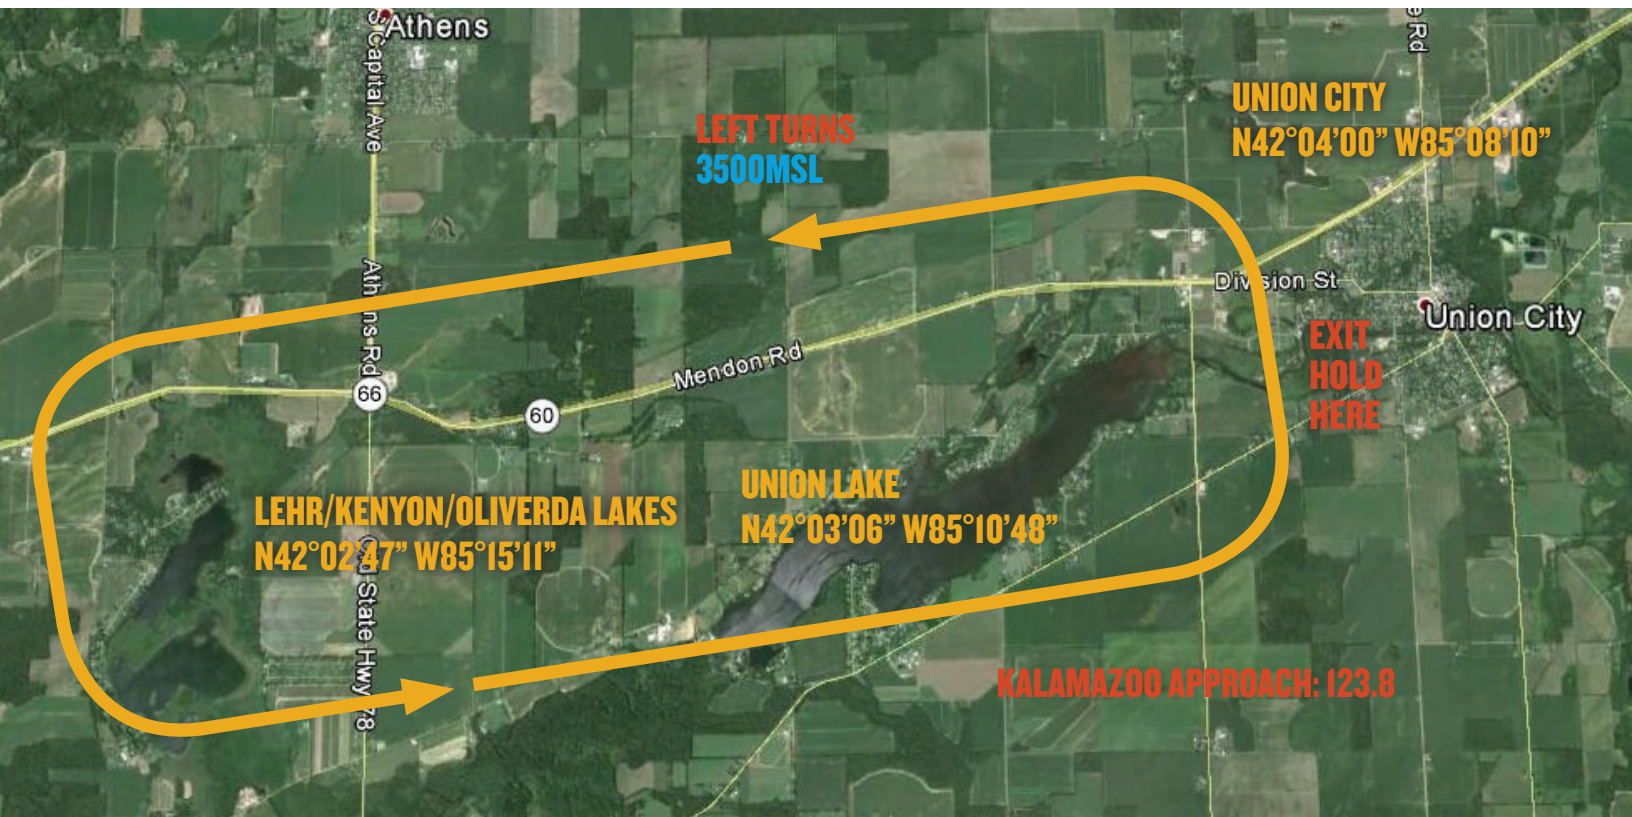 Athens
S Capital Ave
e Rd
UNION CITY
N42°04’00” W85°08’10”
LEFT TURNS
3500MSL
Athens Rd
Division St
Union City
EXIT
HOLD
HERE
Mendon Rd
66
60
UNION LAKE
N42°03’06” W85°10’48”
LEHR/KENYON/OLIVERDA LAKES
N42°02’47” W85°15’11”
Old State Hwy 78
KALAMAZOO APPROACH: 123.8